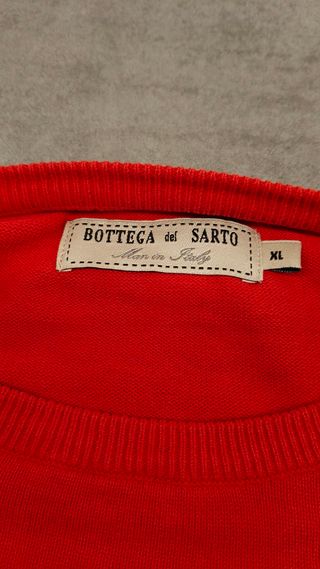 BOTTEGA del SARTO
Man in Italy
XL